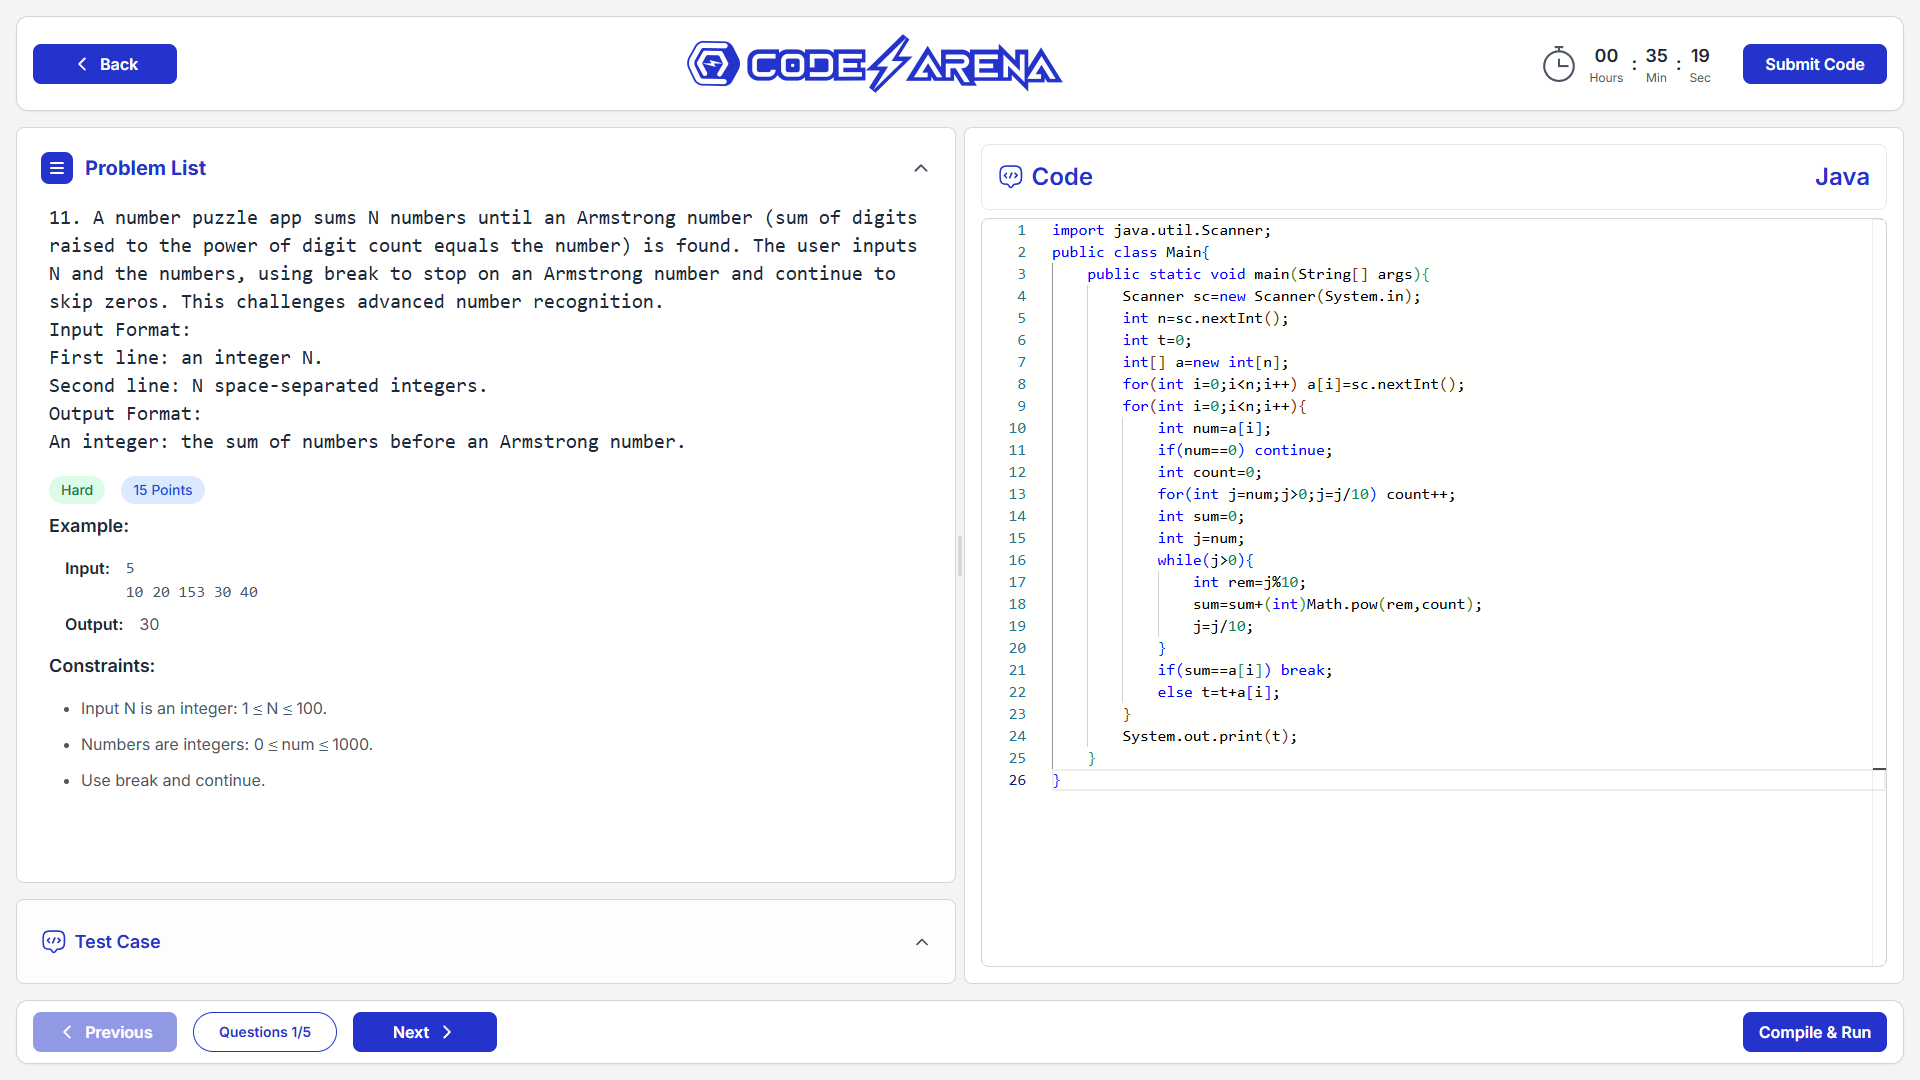 Back
CODE ARENA
00 : 35 : 19
Hours Min Sec
Submit Code
Problem List
11. A number puzzle app sums N numbers until an Armstrong number (sum of digits
raised to the power of digit count equals the number) is found. The user inputs
N and the numbers, using break to stop on an Armstrong number and continue to
skip zeros. This challenges advanced number recognition.
Input Format:
First line: an integer N.
Second line: N space-separated integers.
Output Format:
An integer: the sum of numbers before an Armstrong number.
Hard
15 Points
Example:
Input: 5
10 20 153 30 40
Output: 30
Constraints:
• Input N is an integer: 1 ≤ N ≤ 100.
• Numbers are integers: 0 ≤ num ≤ 1000.
• Use break and continue.
Test Case
Code
Java
1 import java.util.Scanner;
2 public class Main{
3     public static void main(String[] args){
4         Scanner sc=new Scanner(System.in);
5         int n=sc.nextInt();
6         int t=0;
7         int[] a=new int[n];
8         for(int i=0;i<n;i++) a[i]=sc.nextInt();
9         for(int i=0;i<n;i++){
10             int num=a[i];
11             if(num==0) continue;
12             int count=0;
13             for(int j=num;j>0;j=j/10) count++;
14             int sum=0;
15             int j=num;
16             while(j>0){
17                 int rem=j%10;
18                 sum=sum+(int)Math.pow(rem,count);
19                 j=j/10;
20             }
21             if(sum==a[i]) break;
22             else t=t+a[i];
23         }
24         System.out.print(t);
25     }
26 }
Previous
Questions 1/5
Next
Compile & Run